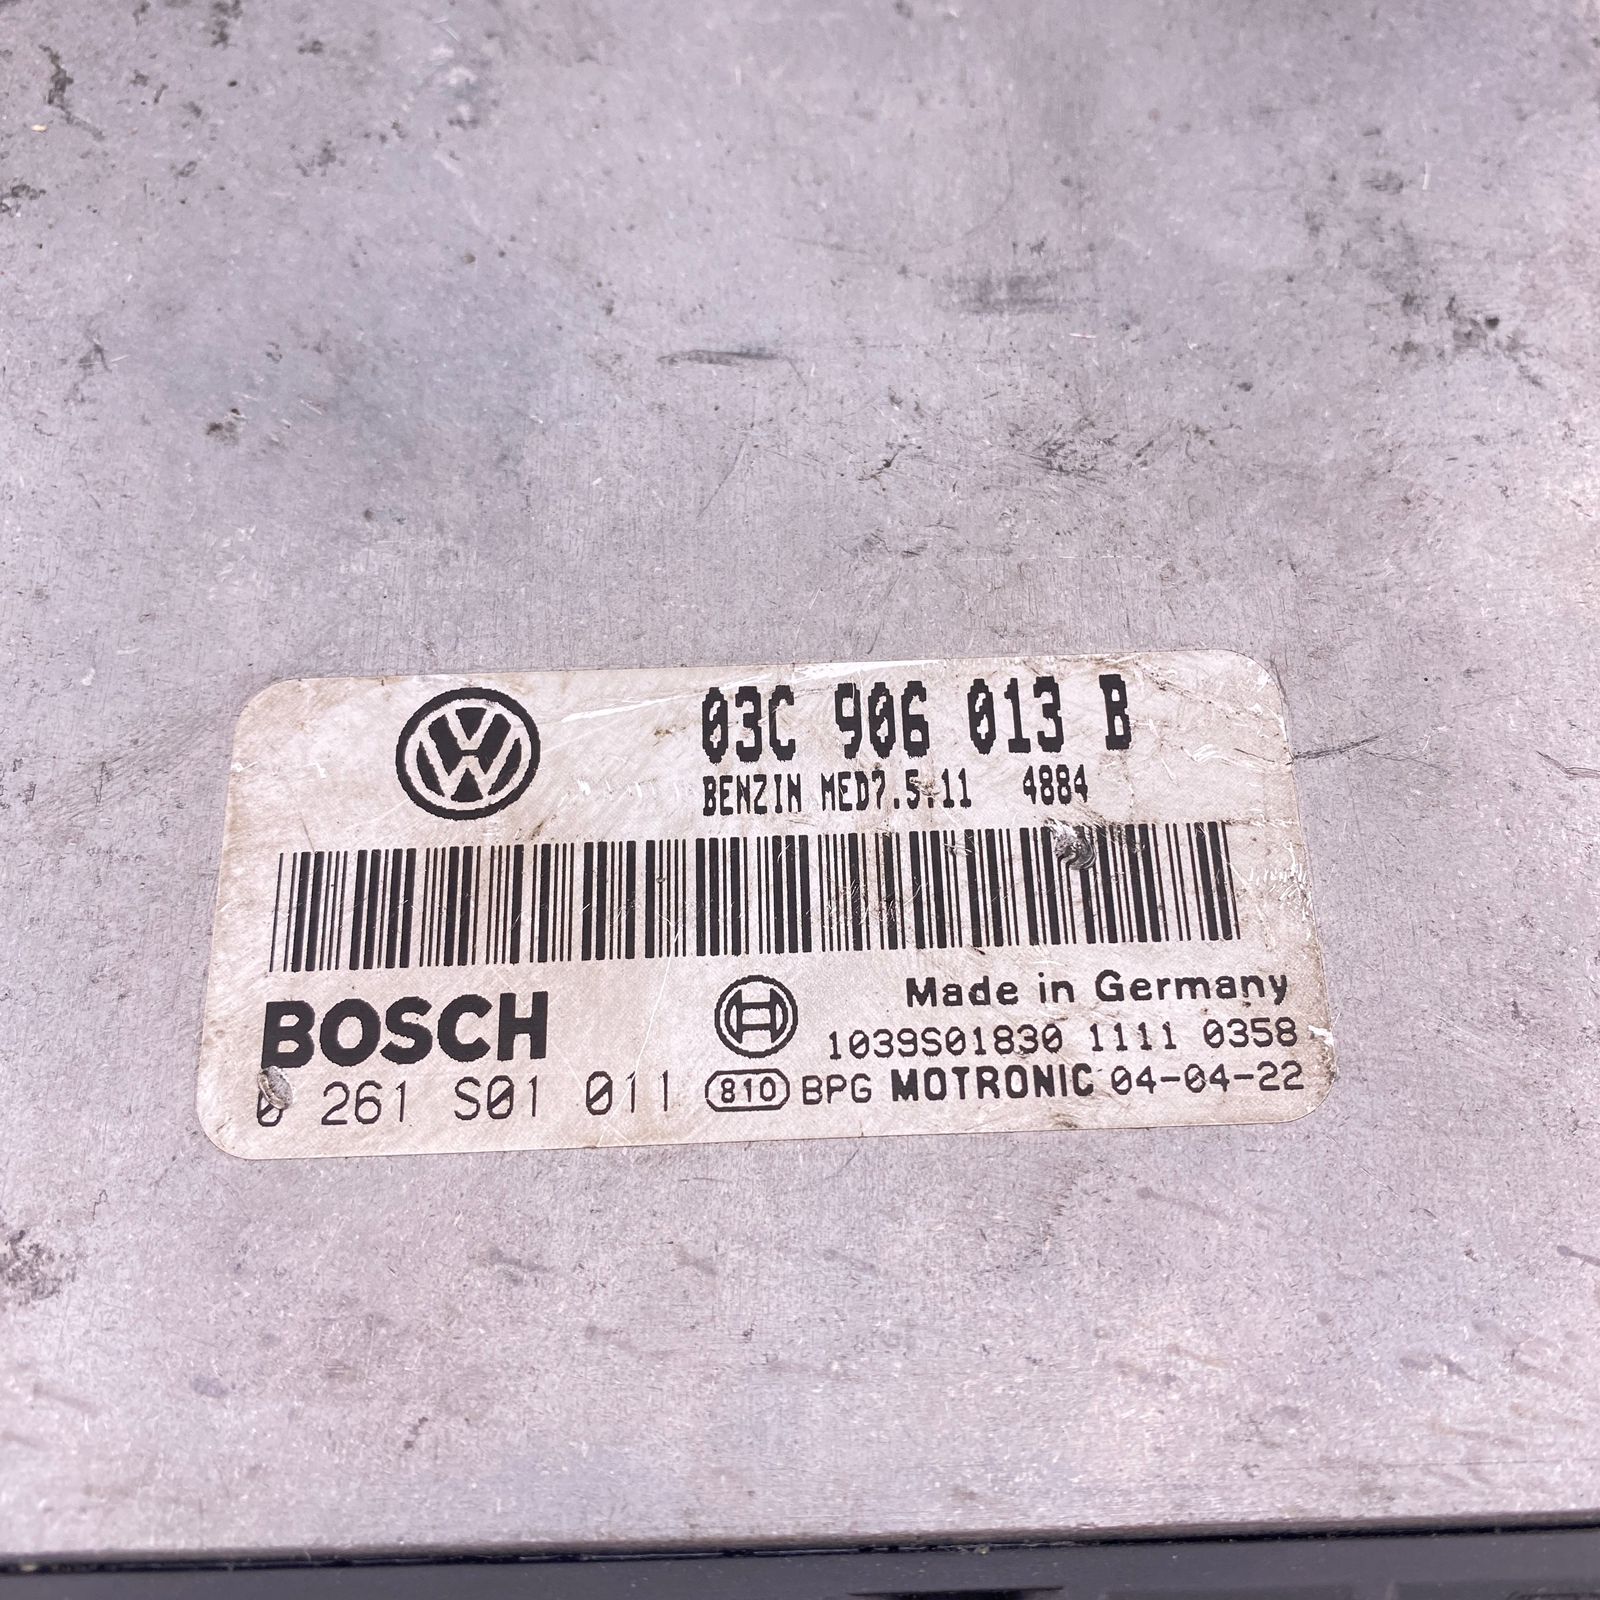 03C 906 013 B
BENZIN MED7.5.11 4884
BOSCH
Made in Germany
1039S01830 1111 0358
0 261 S01 011 810 BPG MOTRONIC 04-04-22